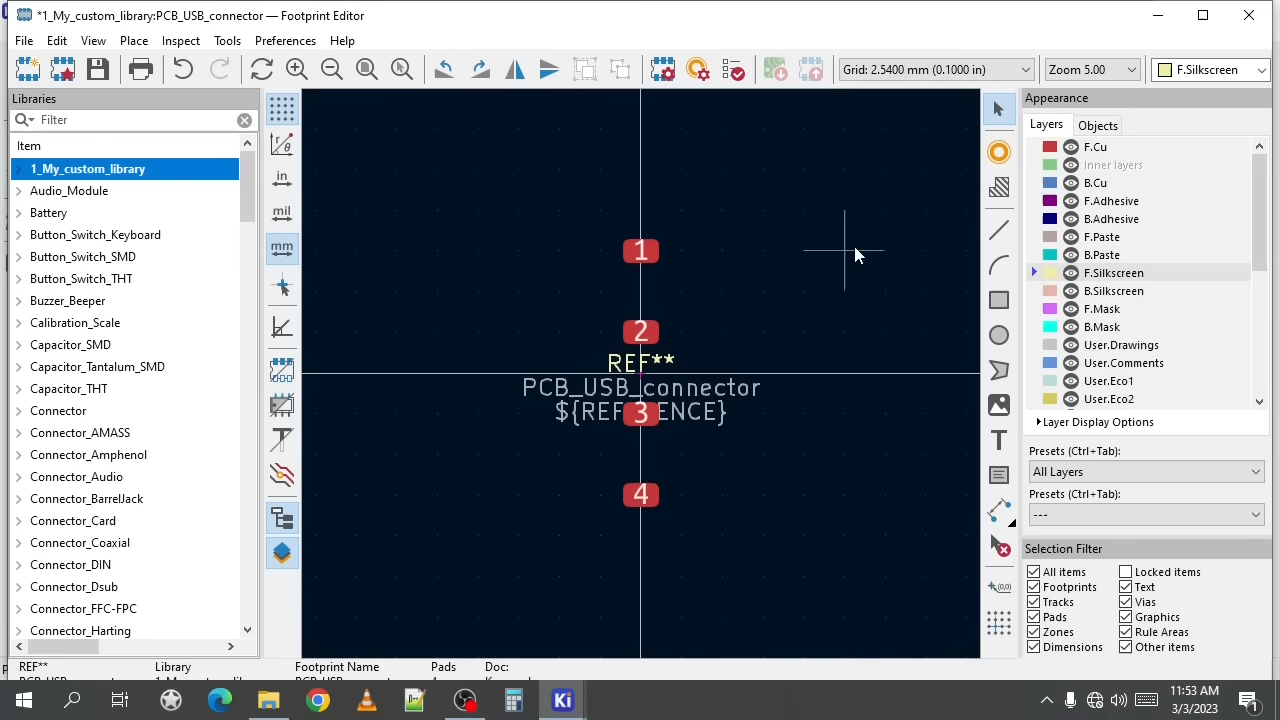 *1_My_custom_library:PCB_USB_connector — Footprint Editor
File Edit View Place Inspect Tools Preferences Help
Grid: 2.5400 mm (0.1000 in)
Zoom 5.00
F.Silkscreen
Libraries
Filter
Item
1_My_custom_library
Audio_Module
Battery
Button_Switch_Keyboard
Button_Switch_SMD
Button_Switch_THT
Buzzer_Beeper
Calibration_Scale
Capacitor_SMD
Capacitor_Tantalum_SMD
Capacitor_THT
Connector
Connector_AMASS
Connector_Amphenol
Connector_Audio
Connector_BarrelJack
Connector_Card
Connector_Coaxial
Connector_DIN
Connector_Dsub
Connector_FFC-FPC
Connector_Harting
in
mil
mm
1
2
REF**
PCB_USB_connector
3
4
Appearance
Layers Objects
F.Cu
Inner layers
B.Cu
F.Adhesive
B.Adhesive
F.Paste
B.Paste
F.Silkscreen
B.Silkscreen
F.Mask
B.Mask
User.Drawings
User.Comments
User.Eco1
User.Eco2
Layer Display Options
Presets (Ctrl+Tab):
All Layers
Presets (Ctrl+Tab):
---
Selection Filter
All items Locked items
Footprints Text
Tracks Vias
Pads Graphics
Zones Rule Areas
Dimensions Other items
REF** Library Footprint Name Pads Doc:
Ki
11:53 AM
3/3/2023
1